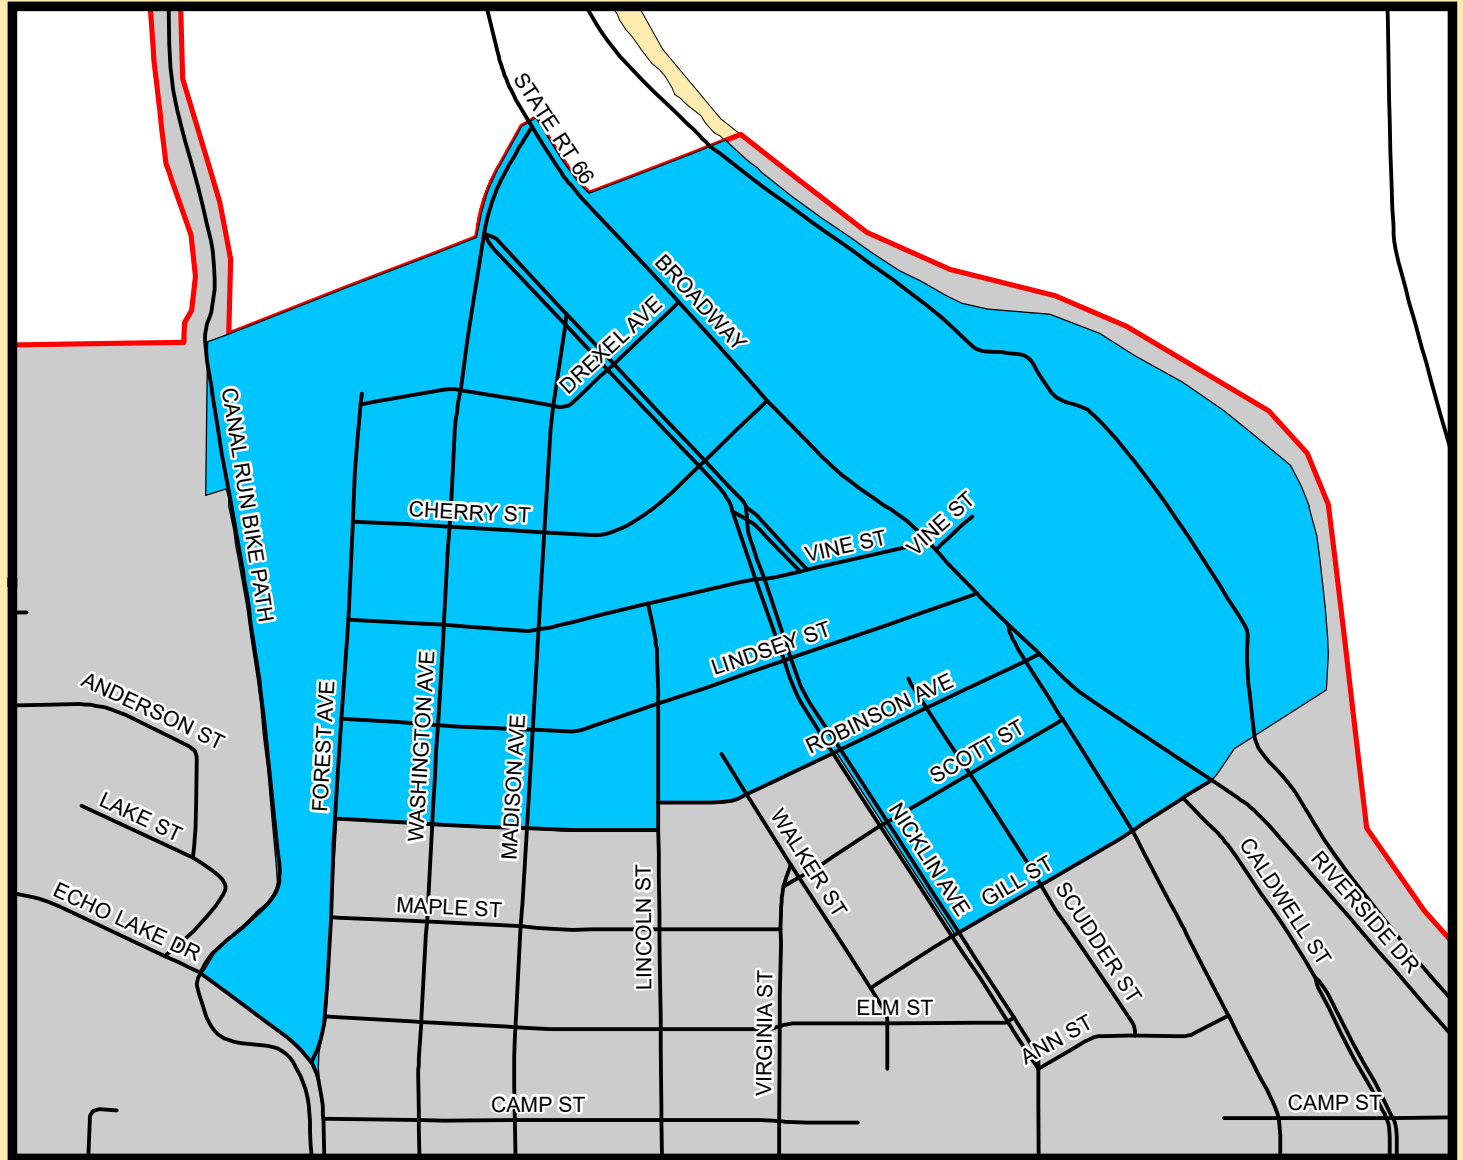 STATE RT 66
BROADWAY
DREXEL AVE
CANAL RUN BIKE PATH
CHERRY ST
VINE ST
VINE ST
LINDSEY ST
ANDERSON ST
FOREST AVE
WASHINGTON AVE
MADISON AVE
ROBINSON AVE
SCOTT ST
LAKE ST
WALKER ST
NICKLIN AVE
GILL ST
CALDWELL ST
RIVERSIDE DR
ECHO LAKE DR
MAPLE ST
LINCOLN ST
SCUDDER ST
VIRGINIA ST
ELM ST
ANN ST
CAMP ST
CAMP ST